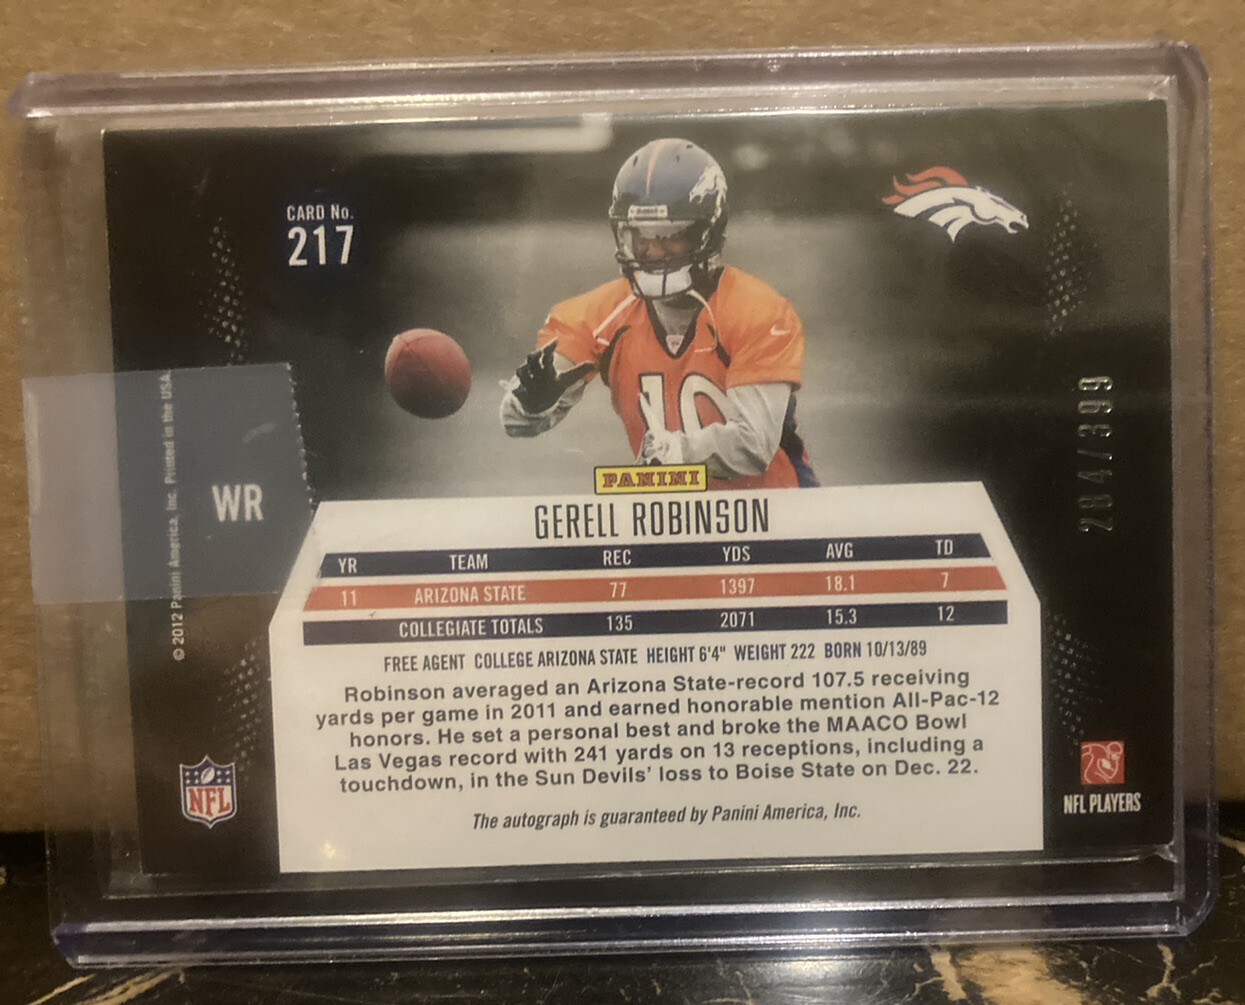 CARD No.
217
10
284/399
© 2012 Panini America, Inc. Printed in the USA.
WR
PANINI
GERELL ROBINSON
YR TEAM REC YDS AVG TD
11 ARIZONA STATE 77 1397 18.1 7
COLLEGIATE TOTALS 135 2071 15.3 12
FREE AGENT COLLEGE ARIZONA STATE HEIGHT 6'4" WEIGHT 222 BORN 10/13/89
Robinson averaged an Arizona State-record 107.5 receiving
yards per game in 2011 and earned honorable mention All-Pac-12
honors. He set a personal best and broke the MAACO Bowl
Las Vegas record with 241 yards on 13 receptions, including a
touchdown, in the Sun Devils' loss to Boise State on Dec. 22.
The autograph is guaranteed by Panini America, Inc.
NFL
NFL PLAYERS